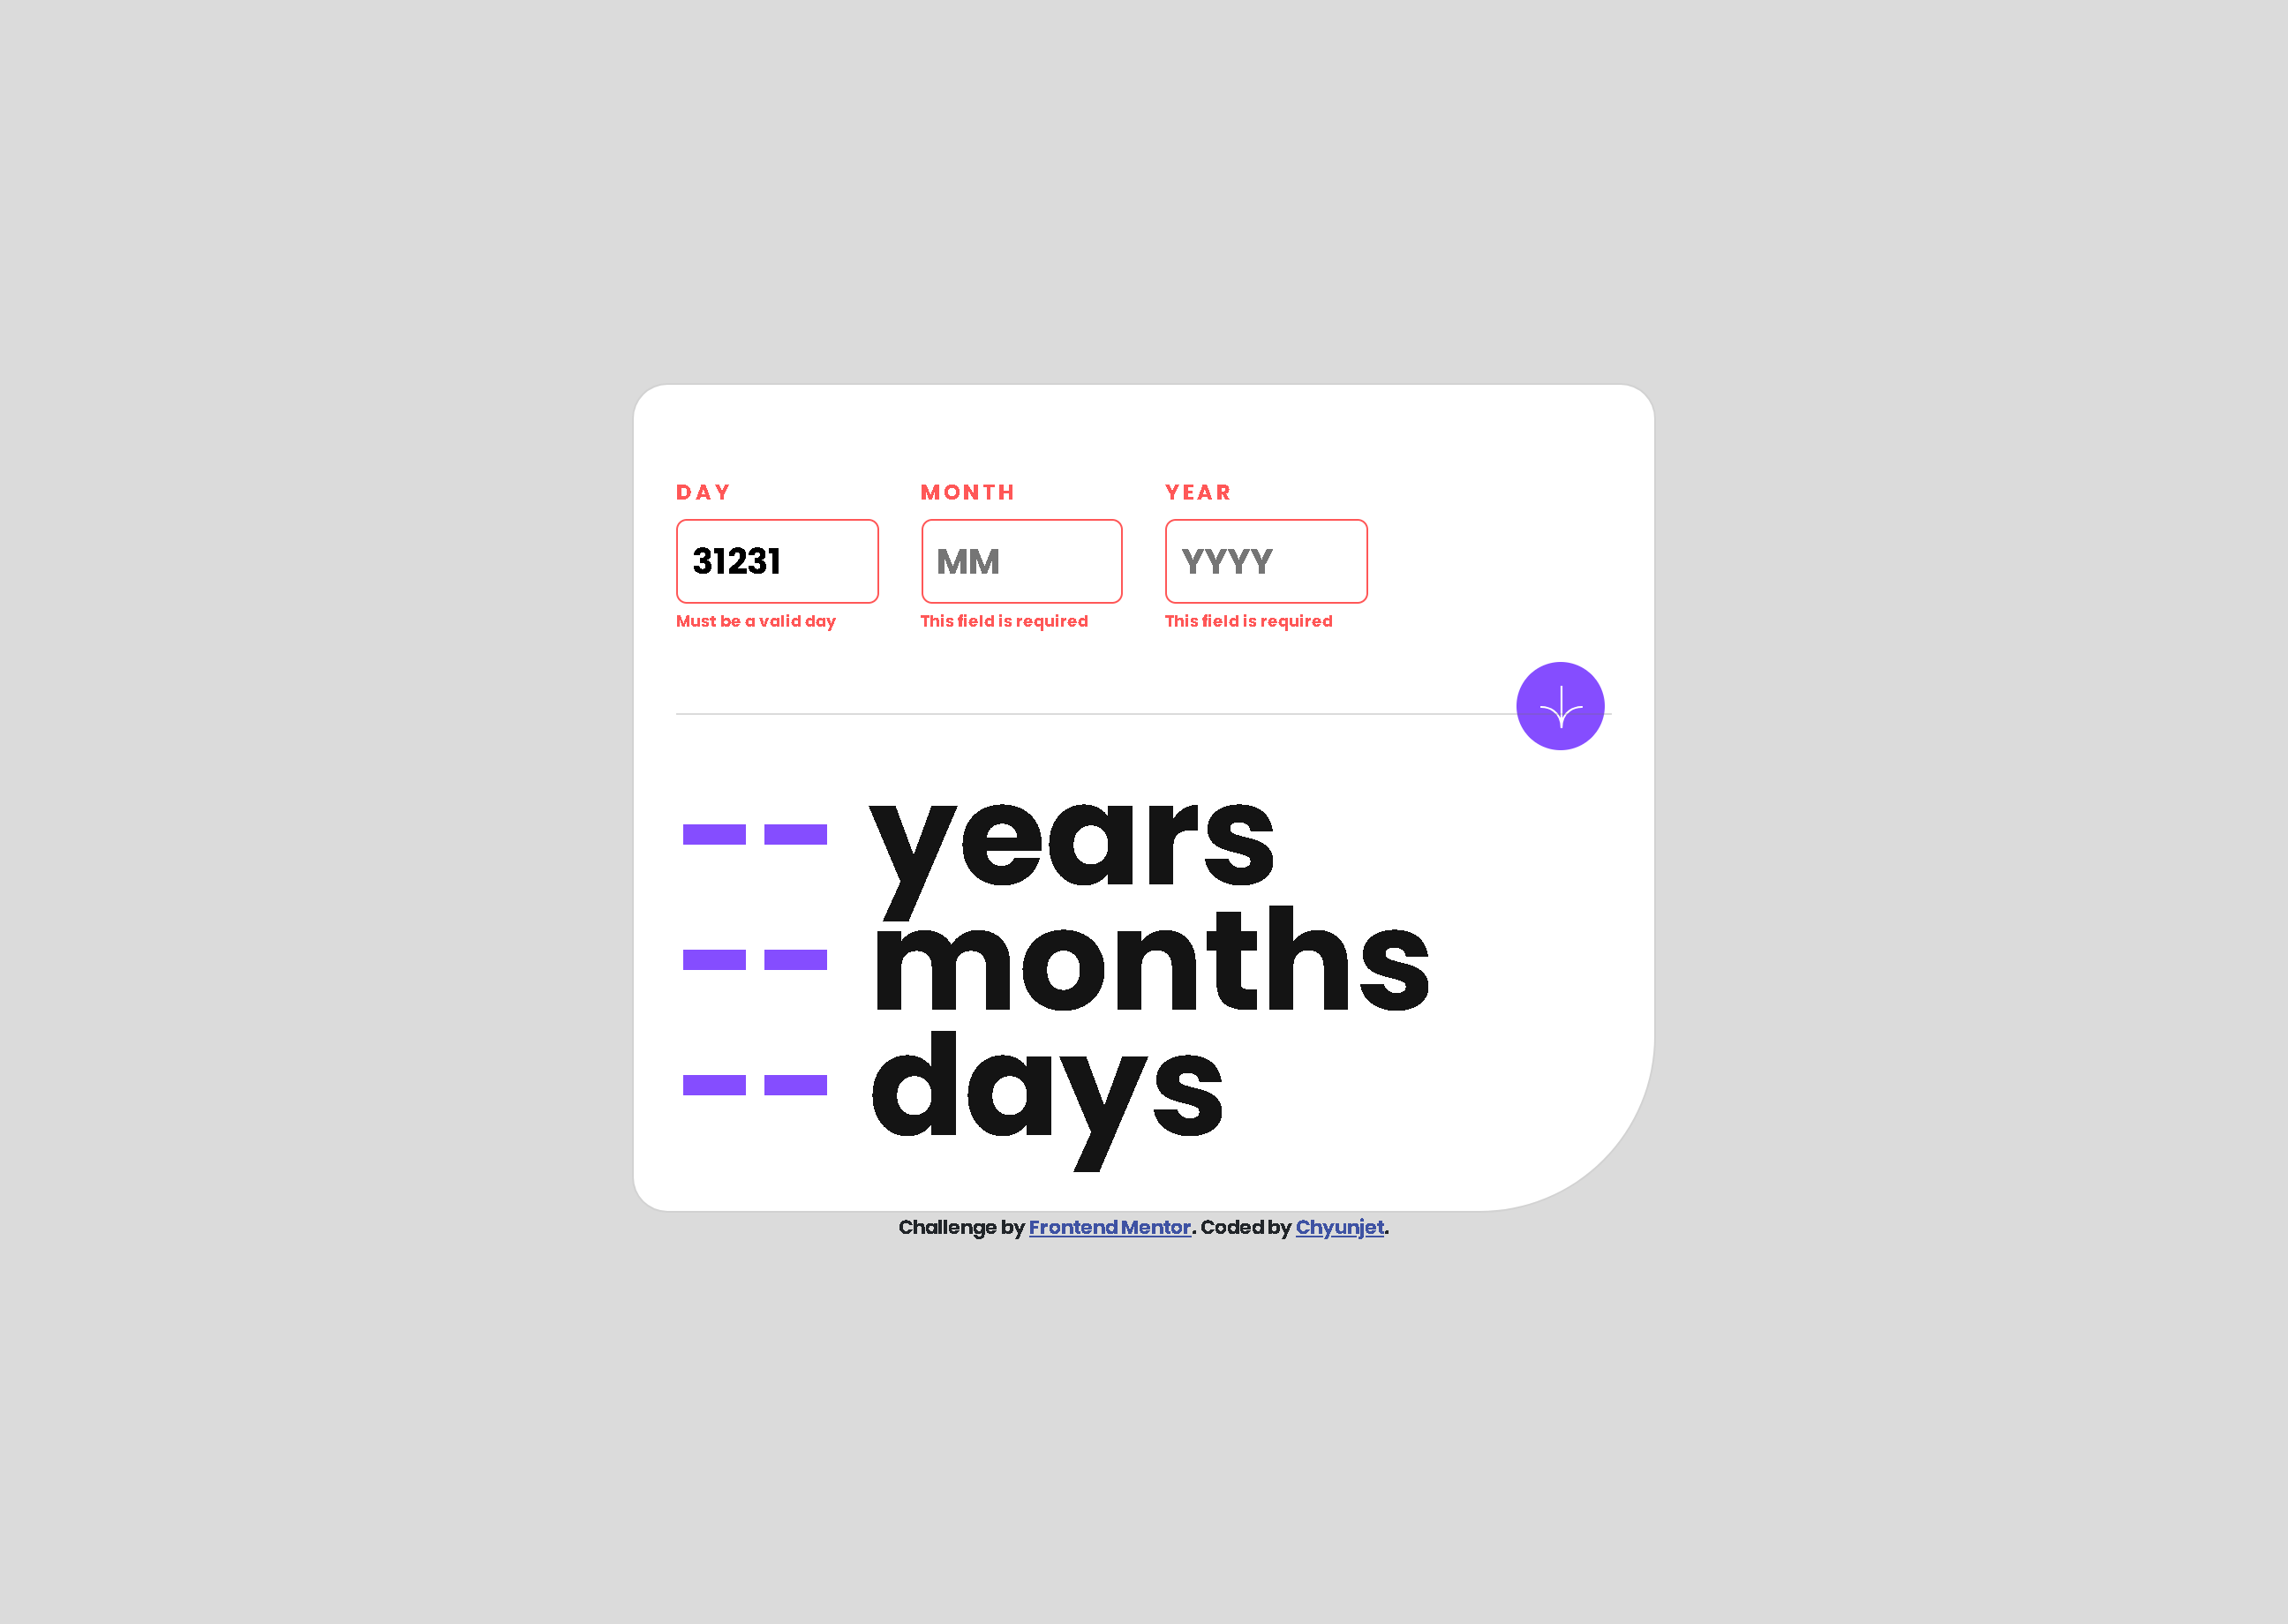 DAY MONTH YEAR
31231 MM YYYY
Must be a valid day This field is required This field is required
-- years
-- months
-- days
Challenge by Frontend Mentor. Coded by Chyunjet.